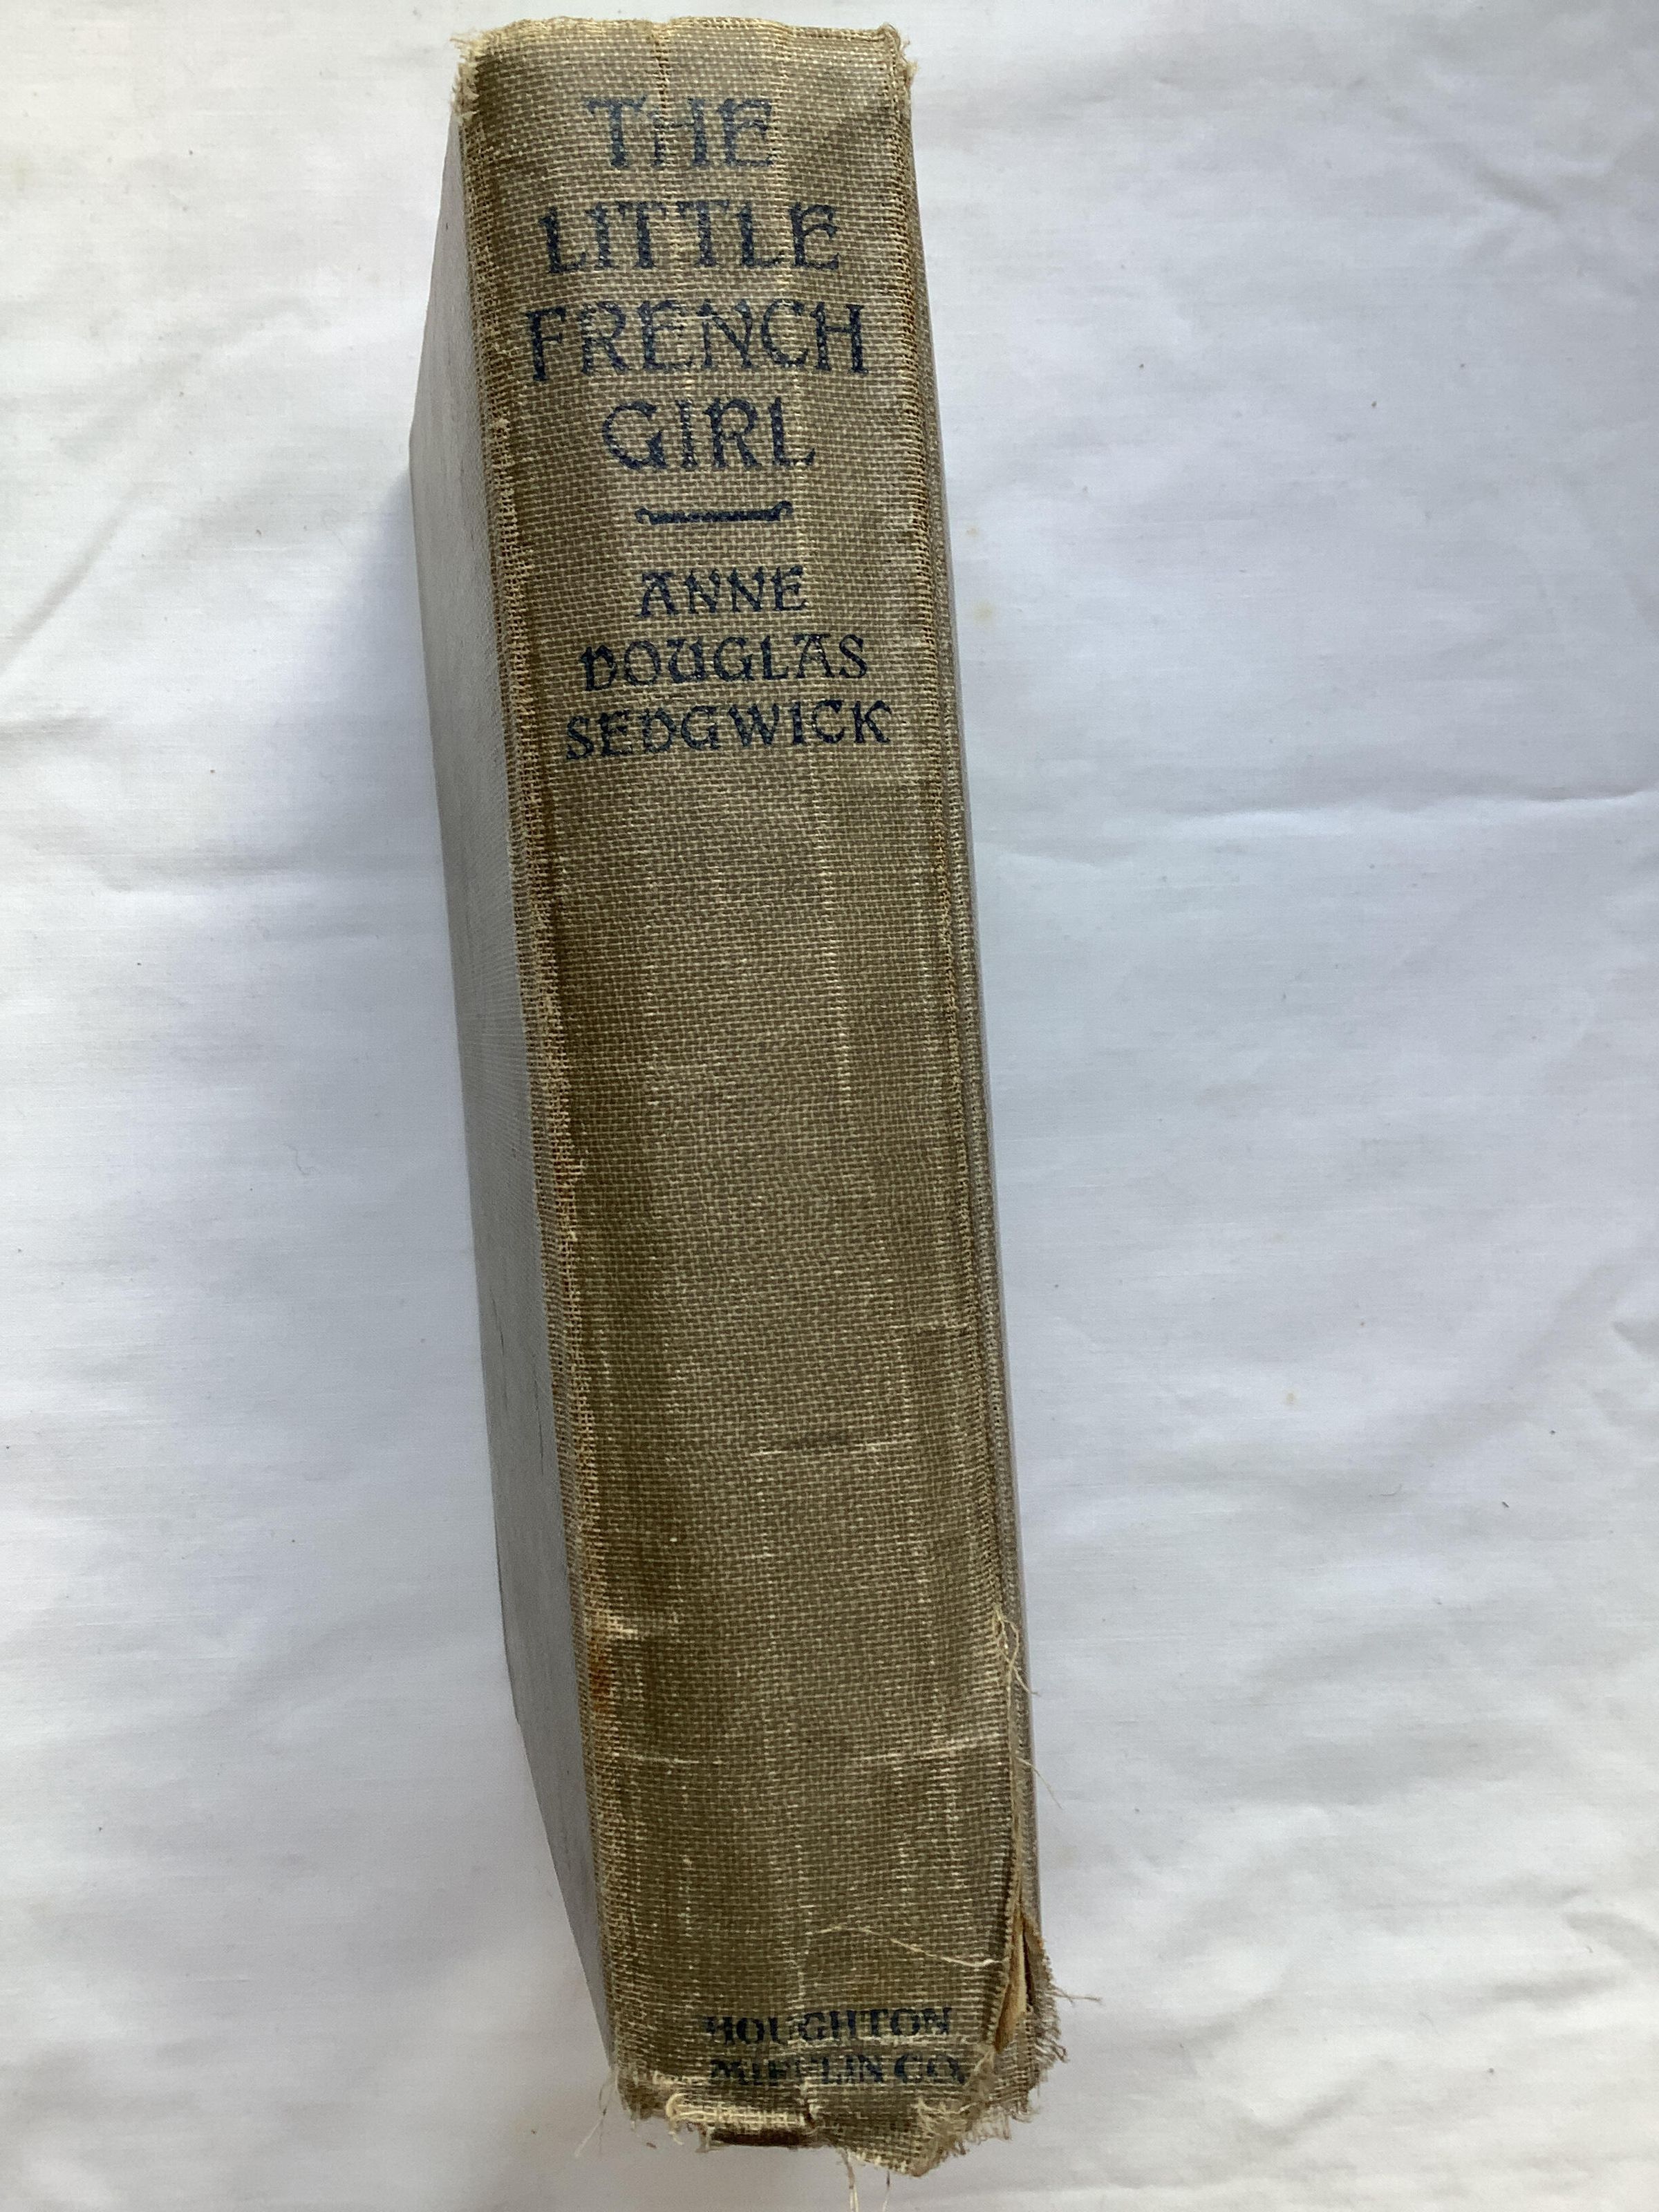 THE
LITTLE
FRENCH
GIRL
ANNE
DOUGLAS
SEDGWICK
HOUGHTON
MIFFLIN CO.